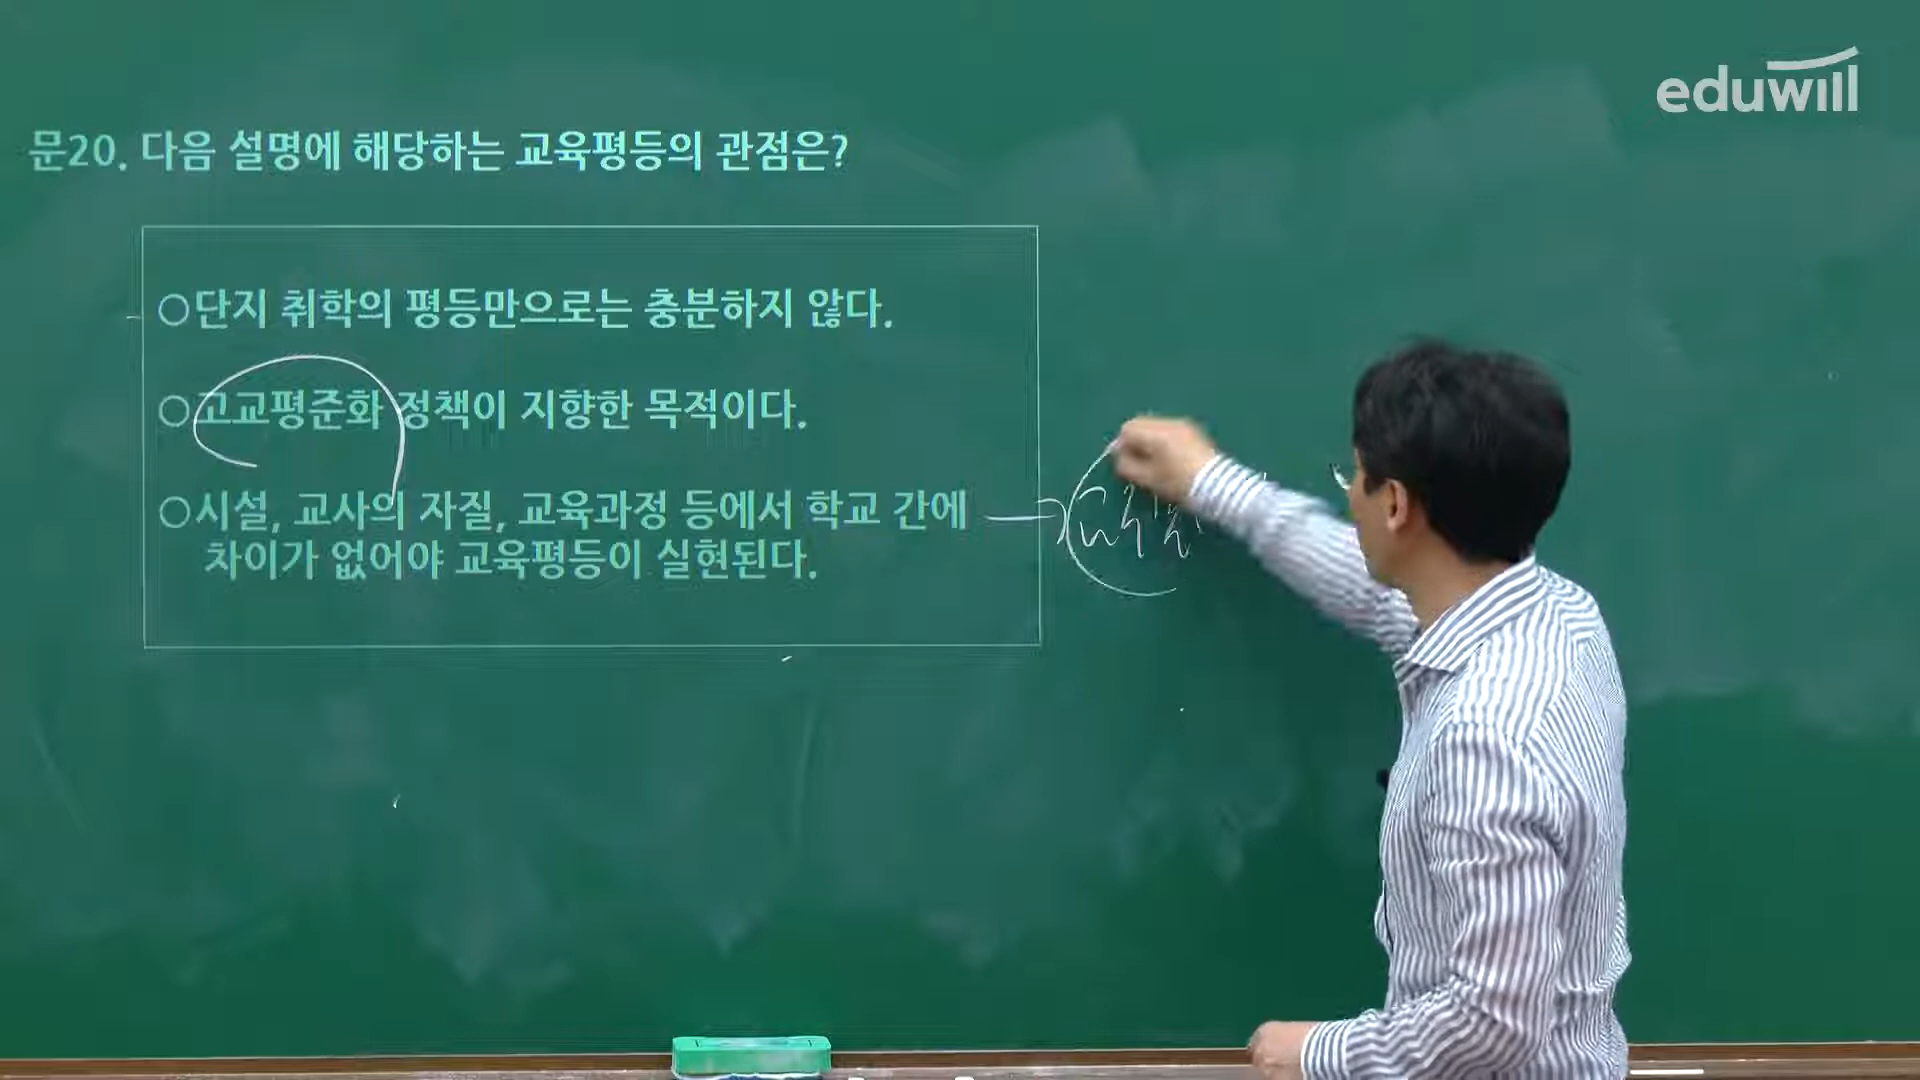 eduwill
문20. 다음 설명에 해당하는 교육평등의 관점은?
○단지 취학의 평등만으로는 충분하지 않다.
○고교평준화 정책이 지향한 목적이다.
○시설, 교사의 자질, 교육과정 등에서 학교 간에
차이가 없어야 교육평등이 실현된다.